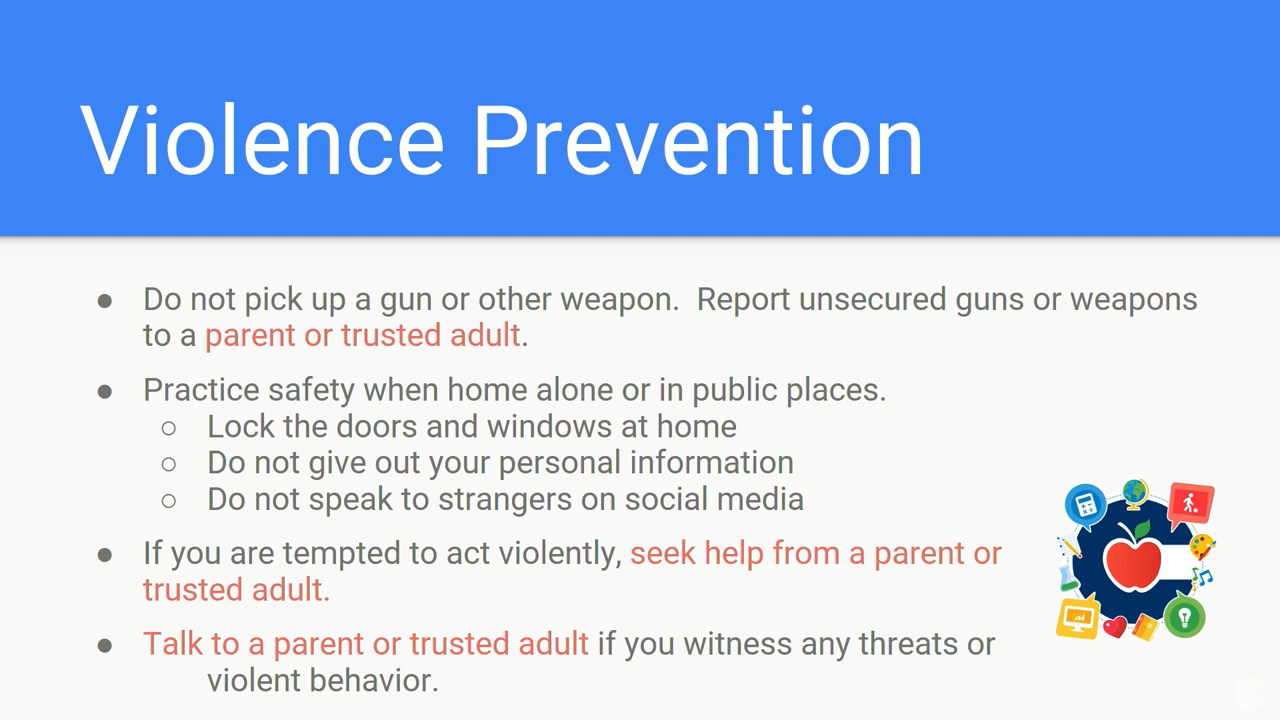 Violence Prevention
● Do not pick up a gun or other weapon.  Report unsecured guns or weapons
to a parent or trusted adult.
● Practice safety when home alone or in public places.
○ Lock the doors and windows at home
○ Do not give out your personal information
○ Do not speak to strangers on social media
● If you are tempted to act violently, seek help from a parent or
trusted adult.
● Talk to a parent or trusted adult if you witness any threats or
violent behavior.